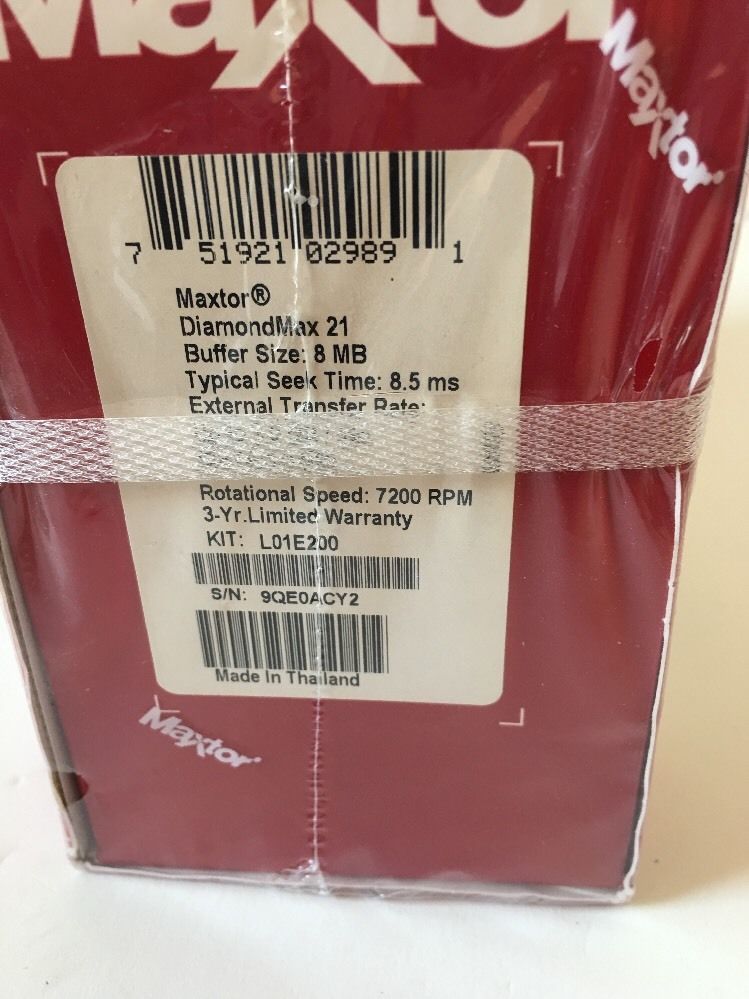 Maxtor
Maxtor
7 51921 02989 1
Maxtor®
DiamondMax 21
Buffer Size: 8 MB
Typical Seek Time: 8.5 ms
External Transfer Rate:
Rotational Speed: 7200 RPM
3-Yr.Limited Warranty
KIT: L01E200
S/N: 9QE0ACY2
Made In Thailand
Maxtor